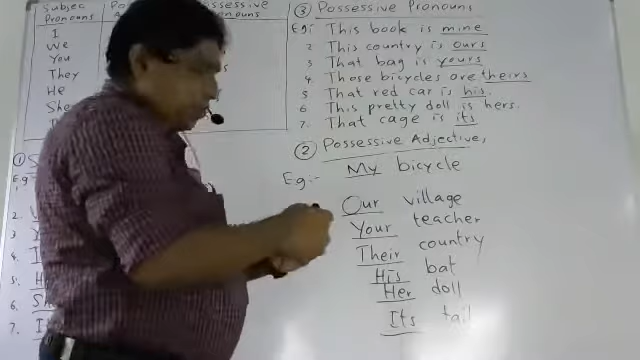 Subjec
Pronouns
I
We
You
They
He
She
Possessive
Pronouns
①
E.g
2.
3
4.
5.
6.
7.
③ Possessive Pronouns
Eg: This book is mine
2 This country is ours
3 That bag is yours
4 Those bicycles are theirs
5 That red car is his.
6 This pretty doll is hers.
7. That cage is its
② Possessive Adjective,
Eg:- My bicycle
Our village
Your teacher
Their country
His bat
Her doll
Its tail